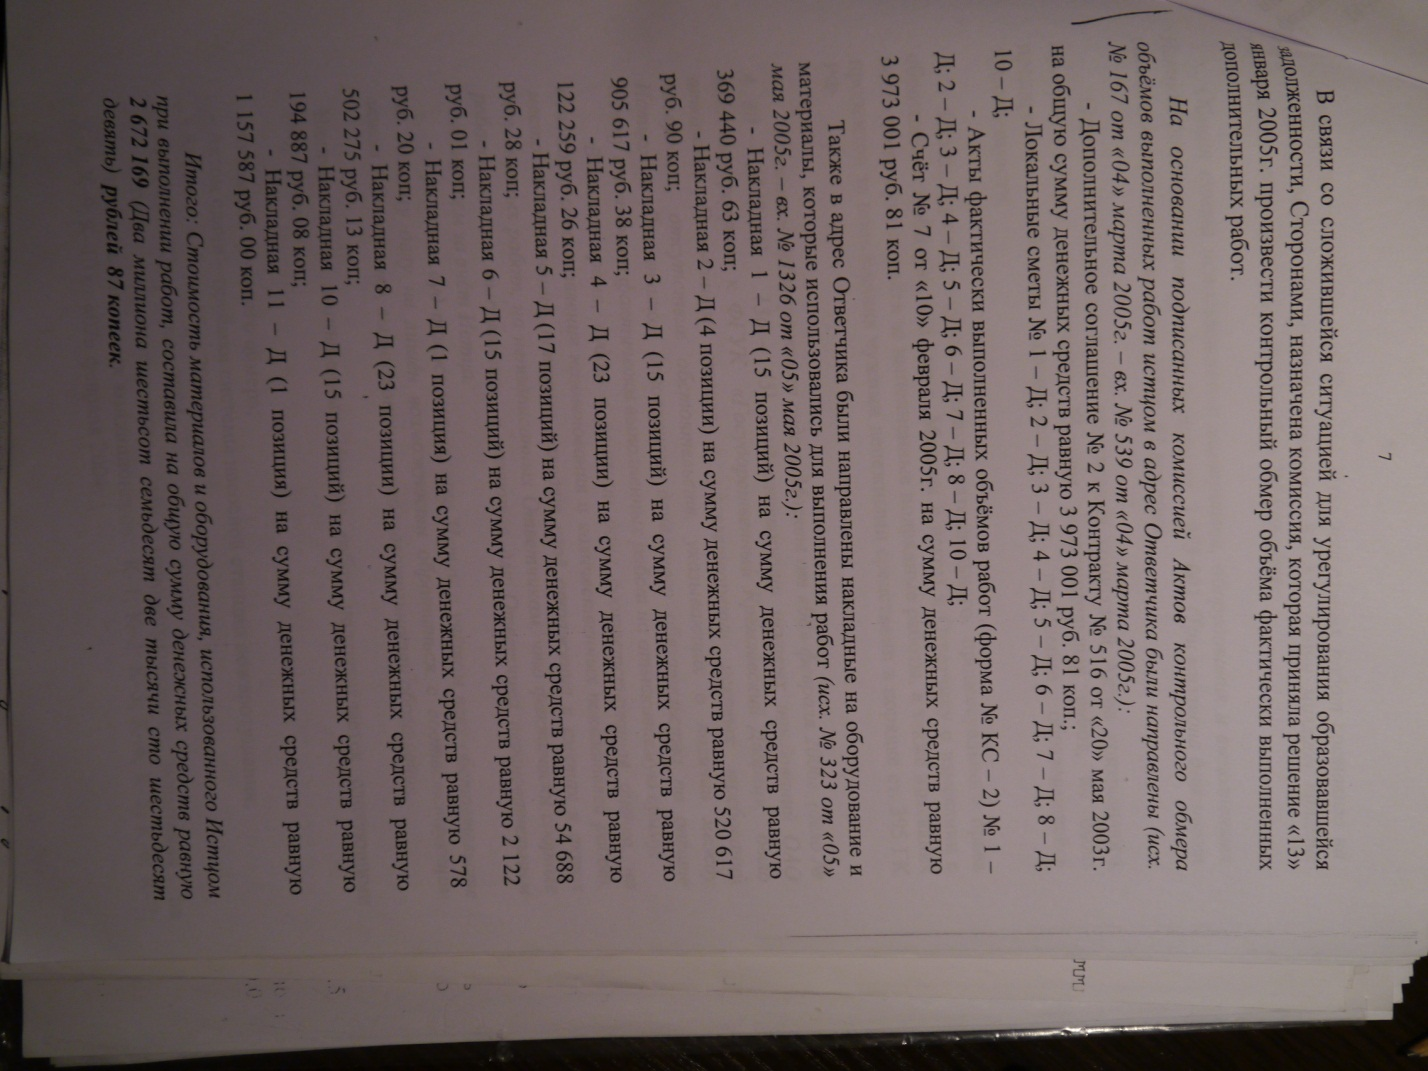 7
В связи со сложившейся ситуацией для урегулирования образовавшейся
задолженности, Сторонами, назначена комиссия, которая приняла решение «13»
января 2005г. произвести контрольный обмер объёма фактически выполненных
дополнительных работ.
На основании подписанных комиссией Актов контрольного обмера
объёмов выполненных работ истцом в адрес Ответчика были направлены (исх.
№ 167 от «04» марта 2005г. – вх. № 539 от «04» марта 2005г.):
- Дополнительное соглашение № 2 к Контракту № 516 от «20» мая 2003г.
на общую сумму денежных средств равную 3 973 001 руб. 81 коп.;
- Локальные сметы № 1 – Д; 2 – Д; 3 – Д; 4 – Д; 5 – Д; 6 – Д; 7 – Д; 8 – Д;
10 – Д;
- Акты фактически выполненных объёмов работ (форма № КС – 2) № 1 –
Д; 2 – Д; 3 – Д; 4 – Д; 5 – Д; 6 – Д; 7 – Д; 8 – Д; 10 – Д;
- Счёт № 7 от «10» февраля 2005г. на сумму денежных средств равную
3 973 001 руб. 81 коп.
Также в адрес Ответчика были направлены накладные на оборудование и
материалы, которые использовались для выполнения работ (исх. № 323 от «05»
мая 2005г. – вх. № 1326 от «05» мая 2005г.):
- Накладная 1 – Д (15 позиций) на сумму денежных средств равную
369 440 руб. 63 коп;
- Накладная 2 – Д (4 позиции) на сумму денежных средств равную 520 617
руб. 90 коп;
- Накладная 3 – Д (15 позиций) на сумму денежных средств равную
905 617 руб. 38 коп;
- Накладная 4 – Д (23 позиции) на сумму денежных средств равную
122 259 руб. 26 коп;
- Накладная 5 – Д (17 позиций) на сумму денежных средств равную 54 688
руб. 28 коп;
- Накладная 6 – Д (15 позиций) на сумму денежных средств равную 2 122
руб. 01 коп;
- Накладная 7 – Д (1 позиция) на сумму денежных средств равную 578
руб. 20 коп;
- Накладная 8 – Д (23 позиции) на сумму денежных средств равную
502 275 руб. 13 коп;
- Накладная 10 – Д (15 позиций) на сумму денежных средств равную
194 887 руб. 08 коп;
- Накладная 11 – Д (1 позиция) на сумму денежных средств равную
1 157 587 руб. 00 коп.
Итого: Стоимость материалов и оборудования, использованного Истцом
при выполнении работ, составила на общую сумму денежных средств равную
2 672 169 (Два миллиона шестьсот семьдесят две тысячи сто шестьдесят
девять) рублей 87 копеек.